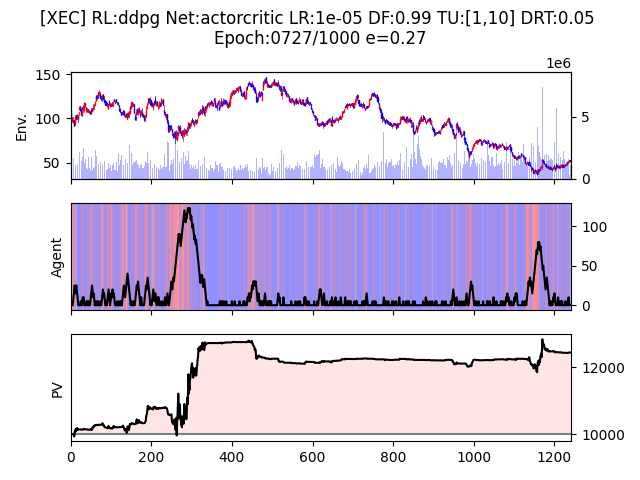 [XEC] RL:ddpg Net:actorcritic LR:1e-05 DF:0.99 TU:[1,10] DRT:0.05
Epoch:0727/1000 e=0.27
1e6
150
100
50
Env.
5
0
Agent
100
50
0
PV
12000
10000
0 200 400 600 800 1000 1200